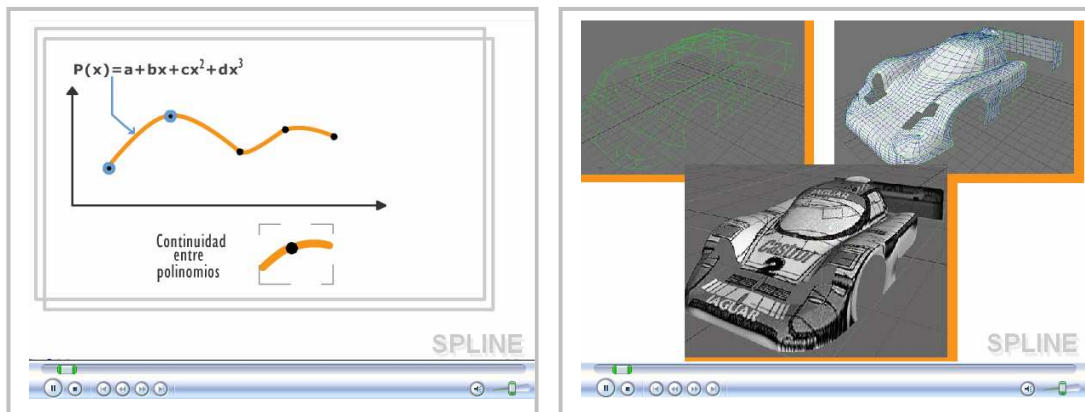 P(x)=a+bx+cx²+dx³
Continuidad
entre
polinomios
SPLINE
JAGUAR
Castrol
2
JAGUAR
SPLINE